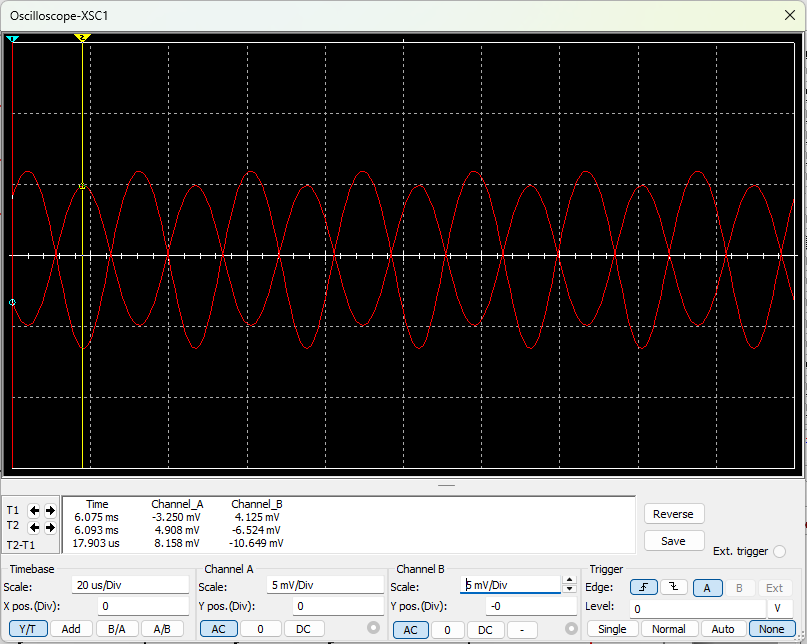 Oscilloscope-XSC1
1 2
Time Channel_A Channel_B
T1 6.075 ms -3.250 mV 4.125 mV
T2 6.093 ms 4.908 mV -6.524 mV
T2-T1 17.903 us 8.158 mV -10.649 mV
Reverse
Save
Ext. trigger
Timebase Channel A Channel B Trigger
Scale: 20 us/Div Scale: 5 mV/Div Scale: 5 mV/Div Edge: A B Ext
X pos.(Div): 0 Y pos.(Div): 0 Y pos.(Div): -0 Level: 0 V
Y/T Add B/A A/B AC 0 DC AC 0 DC - Single Normal Auto None